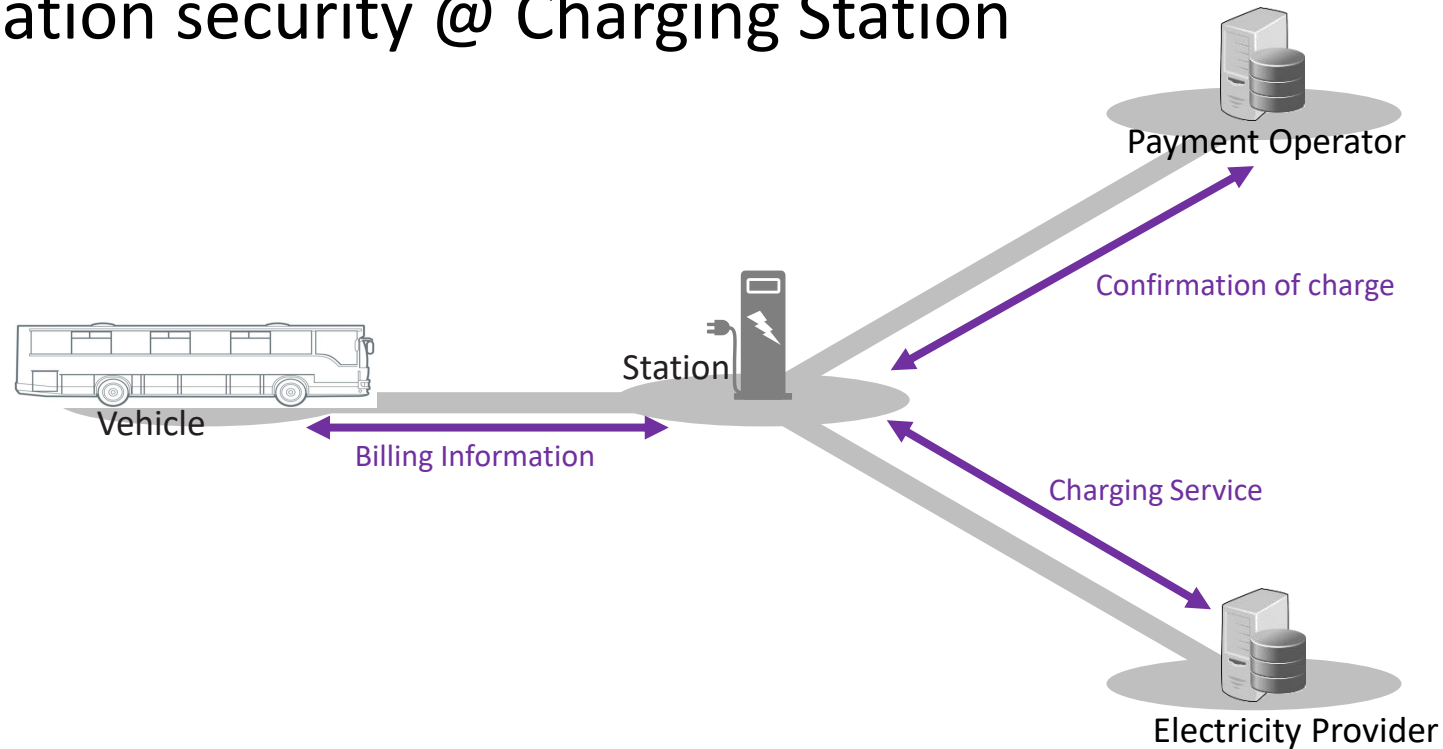 ation security @ Charging Station
Payment Operator
Confirmation of charge
Station
Vehicle
Billing Information
Charging Service
Electricity Provider